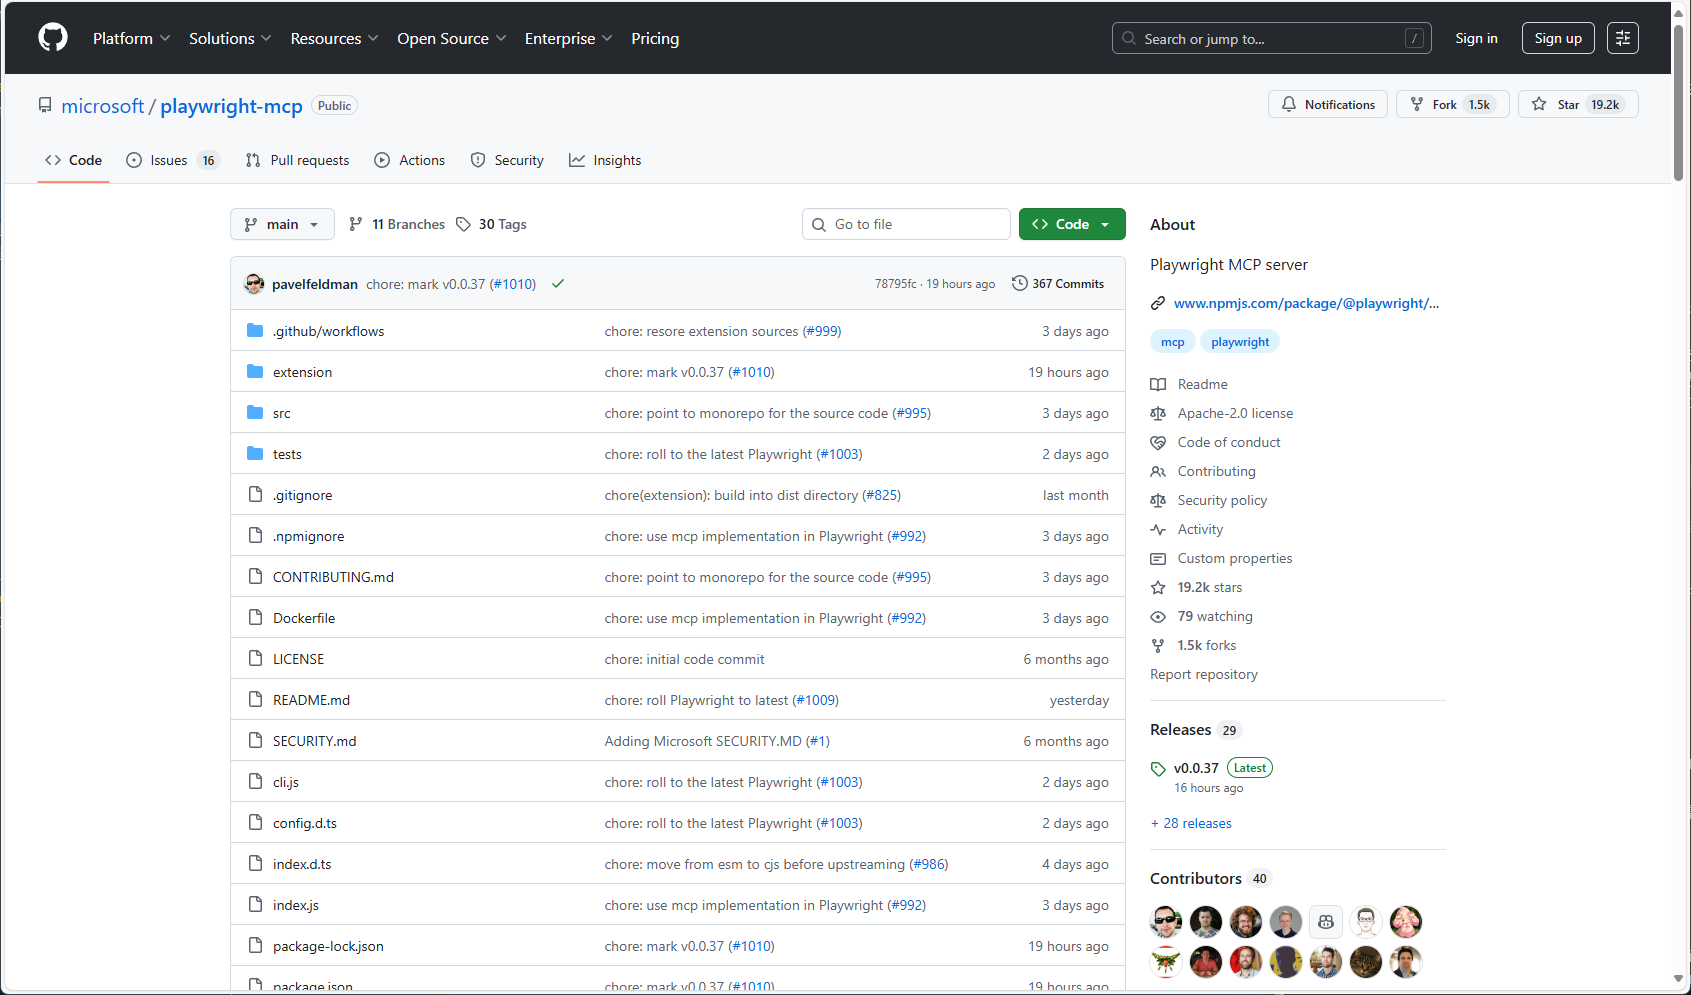 Platform Solutions Resources Open Source Enterprise Pricing Search or jump to... / Sign in Sign up
microsoft / playwright-mcp Public Notifications Fork 1.5k Star 19.2k
Code Issues 16 Pull requests Actions Security Insights
main 11 Branches 30 Tags Go to file Code
pavelfeldman chore: mark v0.0.37 (#1010) 78795fc · 19 hours ago 367 Commits
.github/workflows chore: resore extension sources (#999) 3 days ago
extension chore: mark v0.0.37 (#1010) 19 hours ago
src chore: point to monorepo for the source code (#995) 3 days ago
tests chore: roll to the latest Playwright (#1003) 2 days ago
.gitignore chore(extension): build into dist directory (#825) last month
.npmignore chore: use mcp implementation in Playwright (#992) 3 days ago
CONTRIBUTING.md chore: point to monorepo for the source code (#995) 3 days ago
Dockerfile chore: use mcp implementation in Playwright (#992) 3 days ago
LICENSE chore: initial code commit 6 months ago
README.md chore: roll Playwright to latest (#1009) yesterday
SECURITY.md Adding Microsoft SECURITY.MD (#1) 6 months ago
cli.js chore: roll to the latest Playwright (#1003) 2 days ago
config.d.ts chore: roll to the latest Playwright (#1003) 2 days ago
index.d.ts chore: move from esm to cjs before upstreaming (#986) 4 days ago
index.js chore: use mcp implementation in Playwright (#992) 3 days ago
package-lock.json chore: mark v0.0.37 (#1010) 19 hours ago
package.json chore: mark v0.0.37 (#1010) 19 hours ago
About
Playwright MCP server
www.npmjs.com/package/@playwright/...
mcp playwright
Readme
Apache-2.0 license
Code of conduct
Contributing
Security policy
Activity
Custom properties
19.2k stars
79 watching
1.5k forks
Report repository
Releases 29
v0.0.37 Latest
16 hours ago
+ 28 releases
Contributors 40